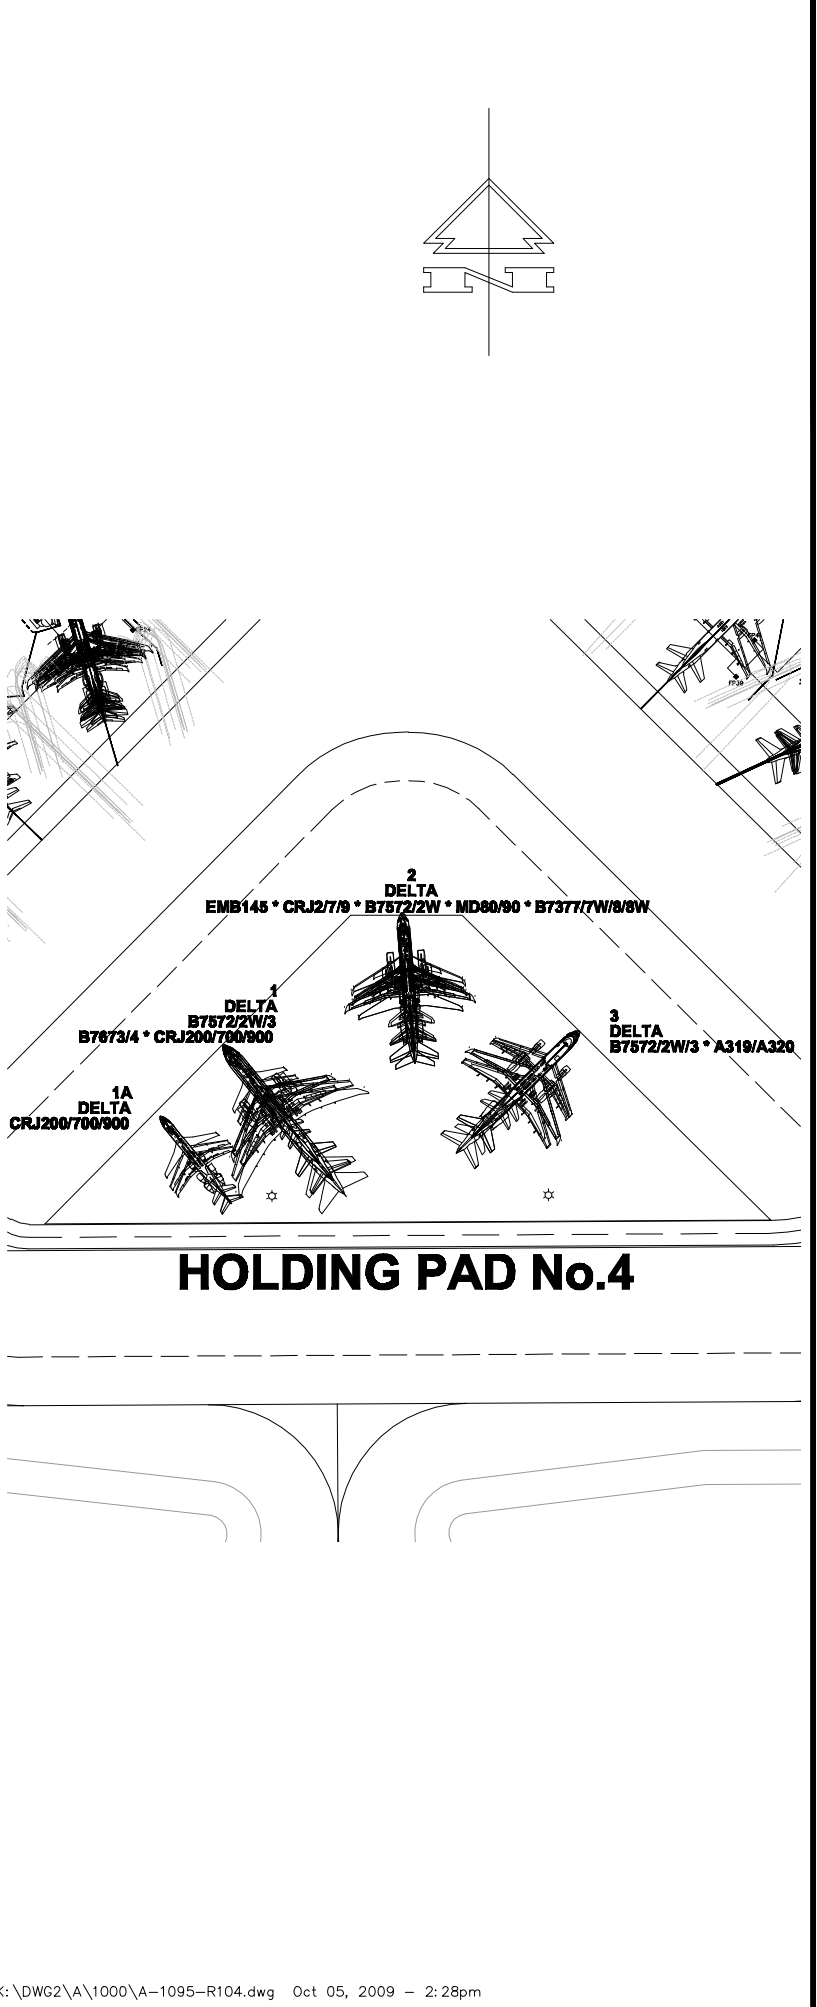 N
FPJ9
2
DELTA
EMB145 * CRJ2/7/9 * B7572/2W * MD80/90 * B7377/7W/8/8W
1
DELTA
B7572/2W/3
B7673/4 * CRJ200/700/900
3
DELTA
B7572/2W/3 * A319/A320
1A
DELTA
CRJ200/700/900
HOLDING PAD No.4
K:\DWG2\A\1000\A-1095-R104.dwg Oct 05, 2009 - 2:28pm